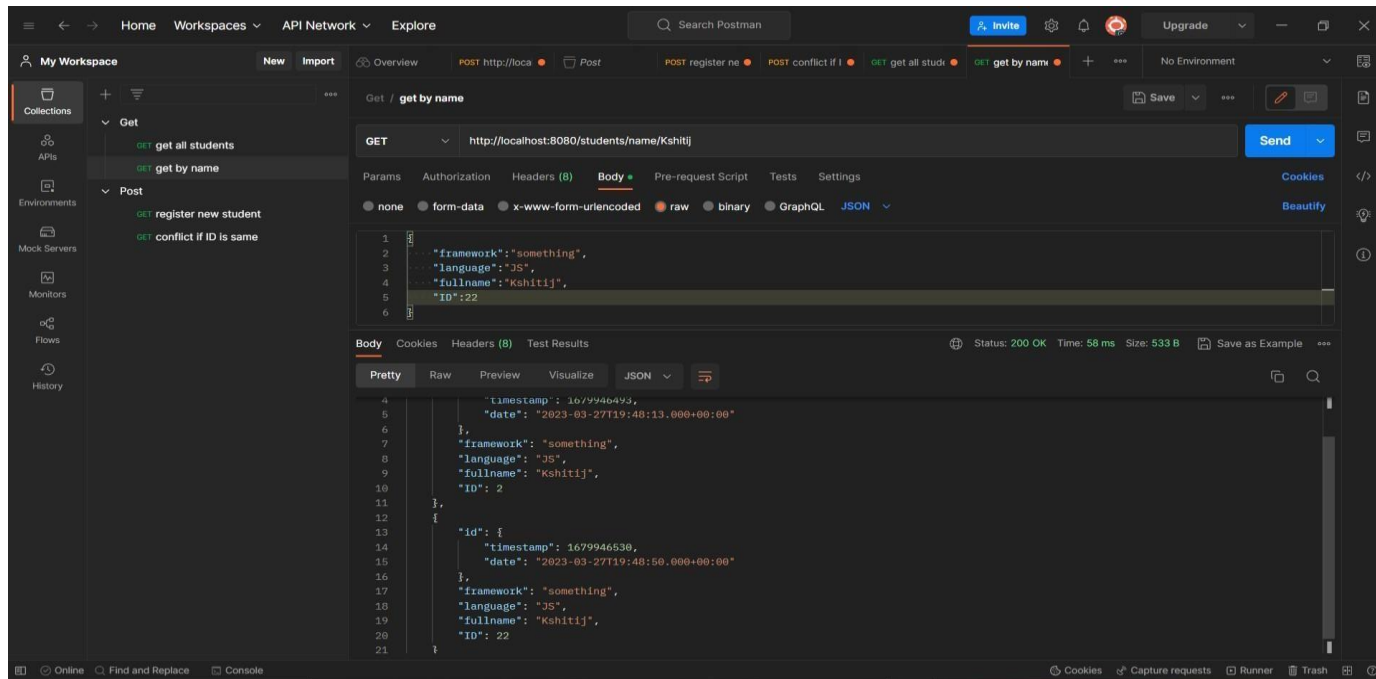 Home Workspaces API Network Explore Search Postman Invite Upgrade
My Workspace New Import Overview POST http://loca Post POST register ne POST conflict if I GET get all stude GET get by name No Environment
Collections
APIs
Environments
Mock Servers
Monitors
Flows
History
Get
GET get all students
GET get by name
Post
GET register new student
GET conflict if ID is same
Get / get by name Save
GET http://localhost:8080/students/name/Kshitij Send
Params Authorization Headers (8) Body Pre-request Script Tests Settings Cookies
none form-data x-www-form-urlencoded raw binary GraphQL JSON Beautify
1 {
2 "framework":"something",
3 "language":"JS",
4 "fullname":"Kshitij",
5 "ID":22
6 }
Body Cookies Headers (8) Test Results Status: 200 OK Time: 58 ms Size: 533 B Save as Example
Pretty Raw Preview Visualize JSON
4 "timestamp": 1679946493,
5 "date": "2023-03-27T19:48:13.000+00:00"
6 },
7 "framework": "something",
8 "language": "JS",
9 "fullname": "Kshitij",
10 "ID": 2
11 },
12 {
13 "id": {
14 "timestamp": 1679946530,
15 "date": "2023-03-27T19:48:50.000+00:00"
16 },
17 "framework": "something",
18 "language": "JS",
19 "fullname": "Kshitij",
20 "ID": 22
21 }
Online Find and Replace Console Cookies Capture requests Runner Trash